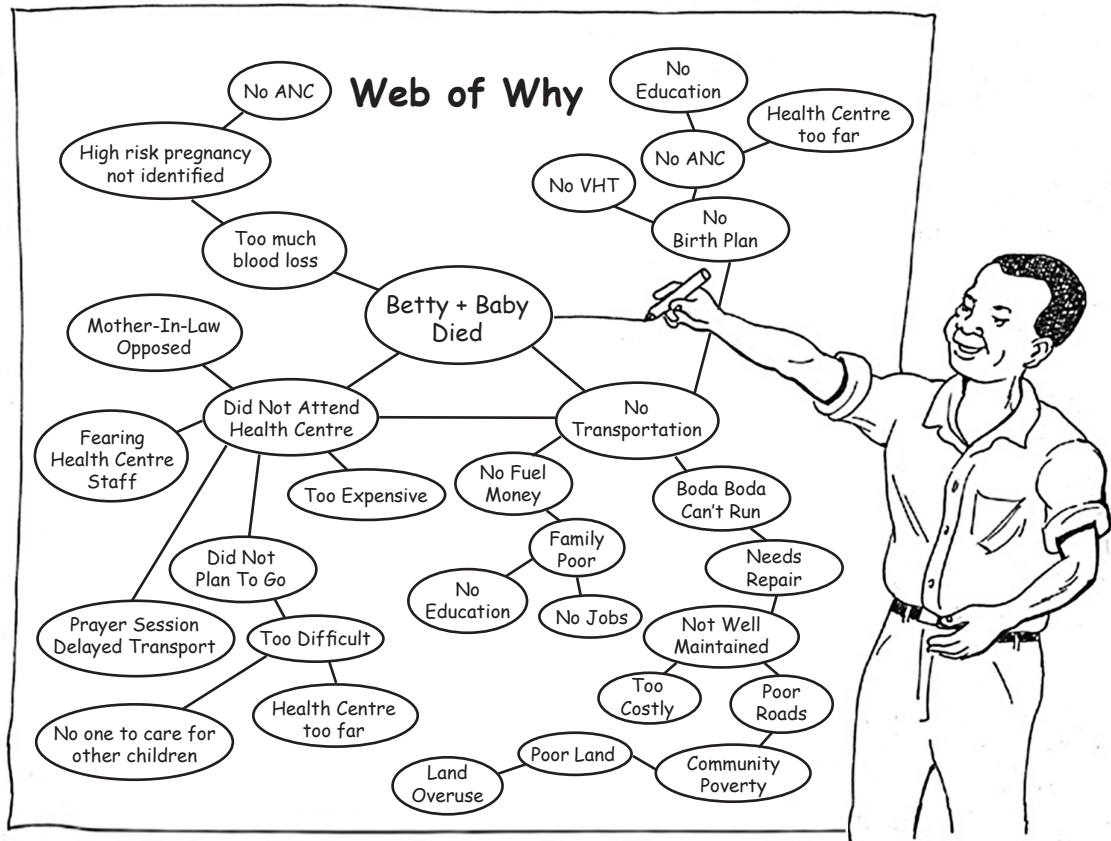 Web of Why
No ANC
High risk pregnancy
not identified
Too much
blood loss
No
Education
Health Centre
too far
No ANC
No VHT
No
Birth Plan
Betty + Baby
Died
Mother-In-Law
Opposed
Did Not Attend
Health Centre
No
Transportation
Fearing
Health Centre
Staff
Too Expensive
No Fuel
Money
Boda Boda
Can't Run
Did Not
Plan To Go
Family
Poor
Needs
Repair
No
Education
No Jobs
Prayer Session
Delayed Transport
Too Difficult
Not Well
Maintained
Too
Costly
Poor
Roads
No one to care for
other children
Health Centre
too far
Poor Land
Community
Poverty
Land
Overuse